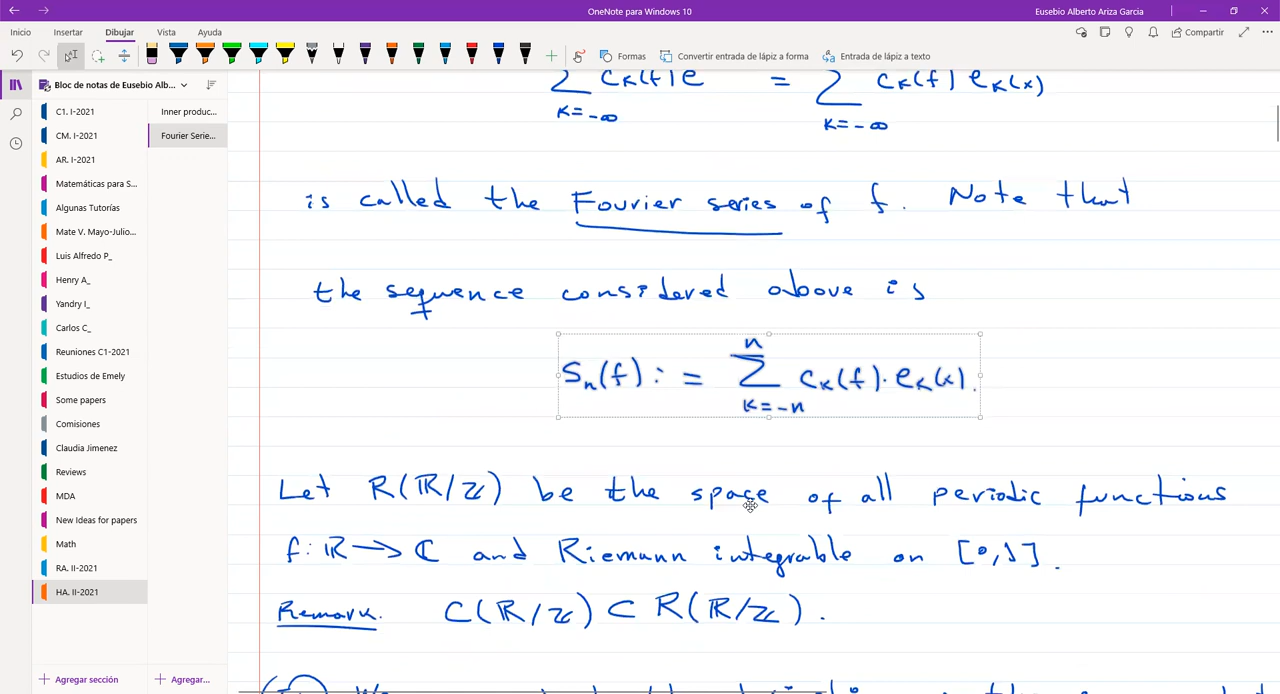 OneNote para Windows 10
Eusebio Alberto Ariza Garcia
Inicio Insertar Dibujar Vista Ayuda
Compartir
Formas Convertir entrada de lápiz a forma Entrada de lápiz a texto
Bloc de notas de Eusebio Alb...
C1. I-2021
CM. I-2021
AR. I-2021
Matemáticas para S...
Algunas Tutorías
Mate V. Mayo-Julio...
Luis Alfredo P_
Henry A_
Yandry I_
Carlos C_
Reuniones C1-2021
Estudios de Emely
Some papers
Comisiones
Claudia Jimenez
Reviews
MDA
New Ideas for papers
Math
RA. II-2021
HA. II-2021
Agregar sección
Inner produc...
Fourier Serie...
Agregar...
∑ cₖ(f) e = ∑ cₖ(f) eₖ(x)
k=-∞ k=-∞
is called the Fourier series of f. Note that
the sequence considered above is
n
Sₙ(f) := ∑ cₖ(f)·eₖ(x).
k=-n
Let R(ℝ/ℤ) be the space of all periodic functions
f: ℝ → ℂ and Riemann integrable on [0,1].
Remark. C(ℝ/ℤ) ⊂ R(ℝ/ℤ).